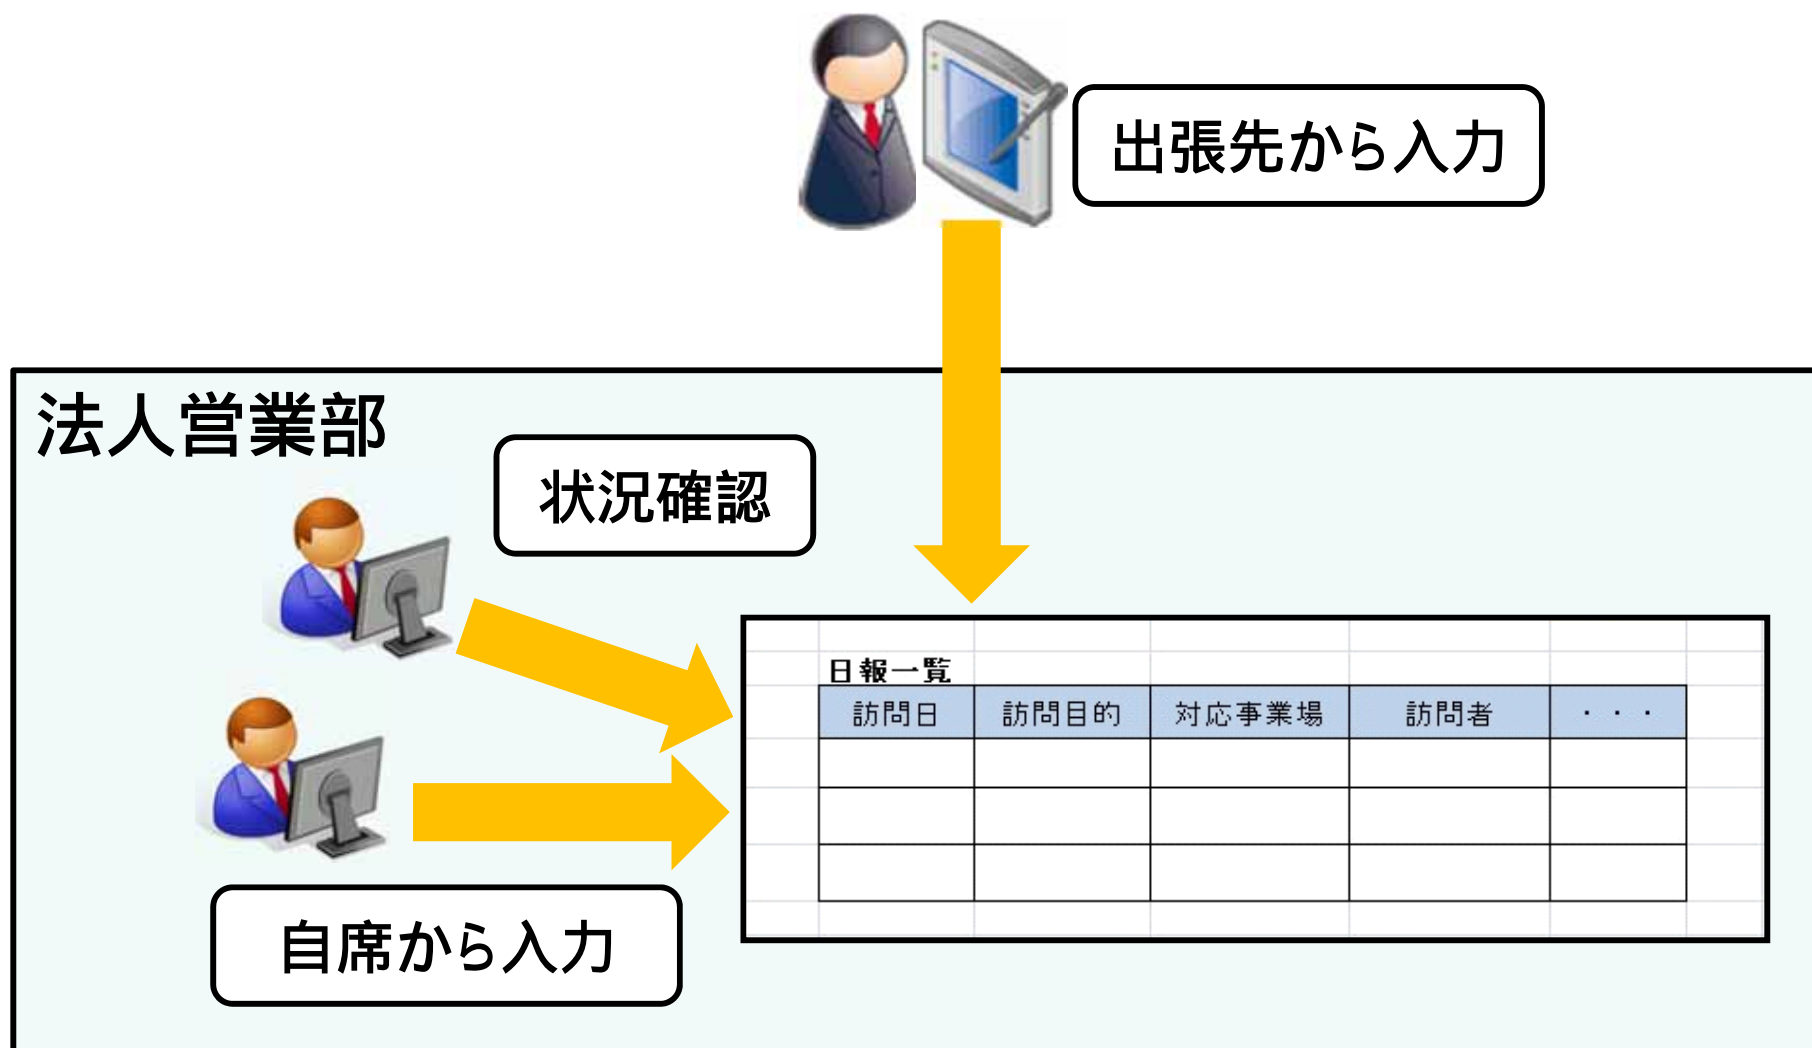 出張先から入力
法人営業部
状況確認
日報一覧
訪問日 訪問目的 対応事業場 訪問者 ・・・
自席から入力